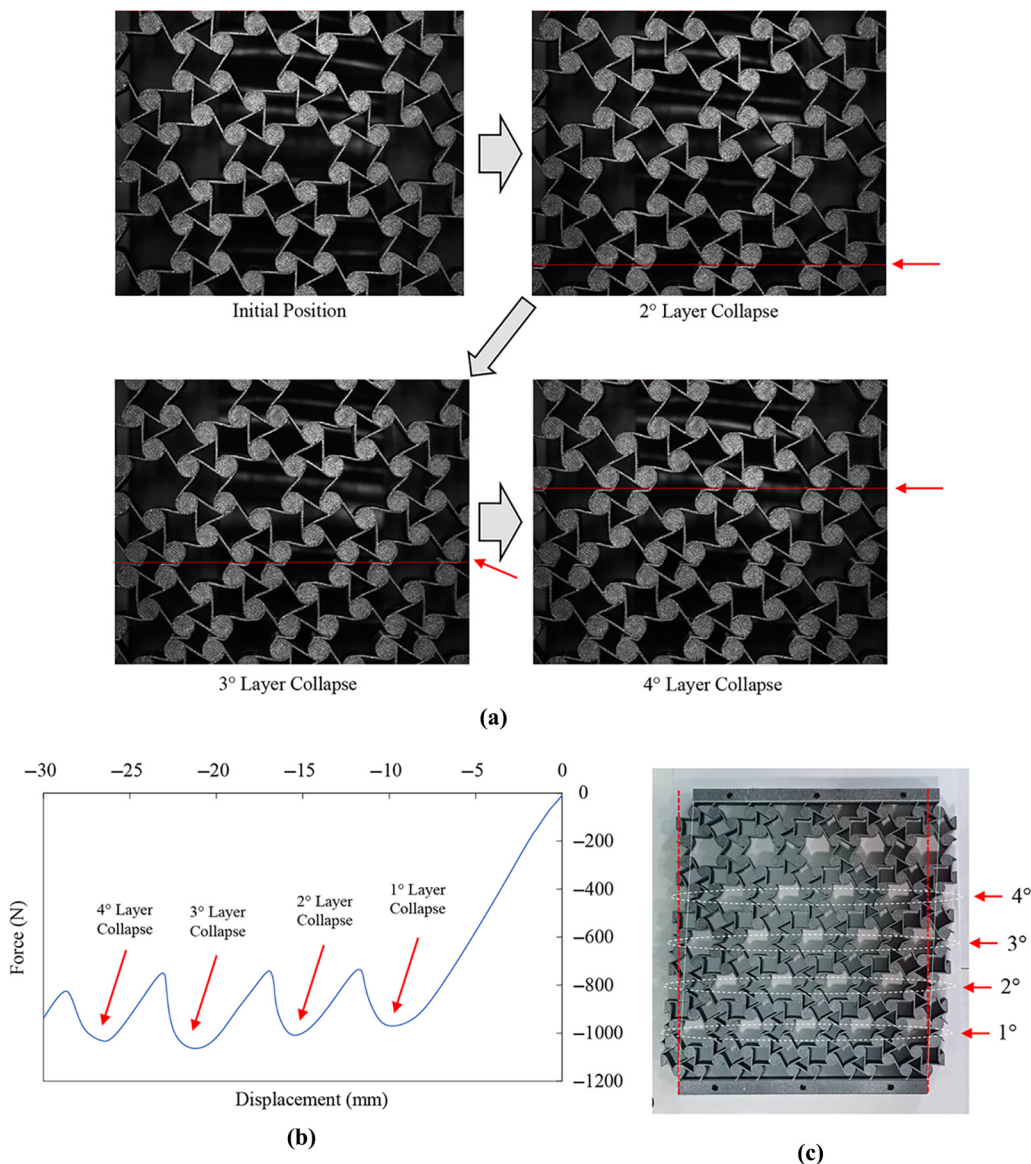 Initial Position
2° Layer Collapse
3° Layer Collapse
4° Layer Collapse
(a)
−30 −25 −20 −15 −10 −5 0
0
−200
−400
−600
−800
−1000
−1200
Force (N)
4° Layer
Collapse
3° Layer
Collapse
2° Layer
Collapse
1° Layer
Collapse
Displacement (mm)
(b)
4°
3°
2°
1°
(c)